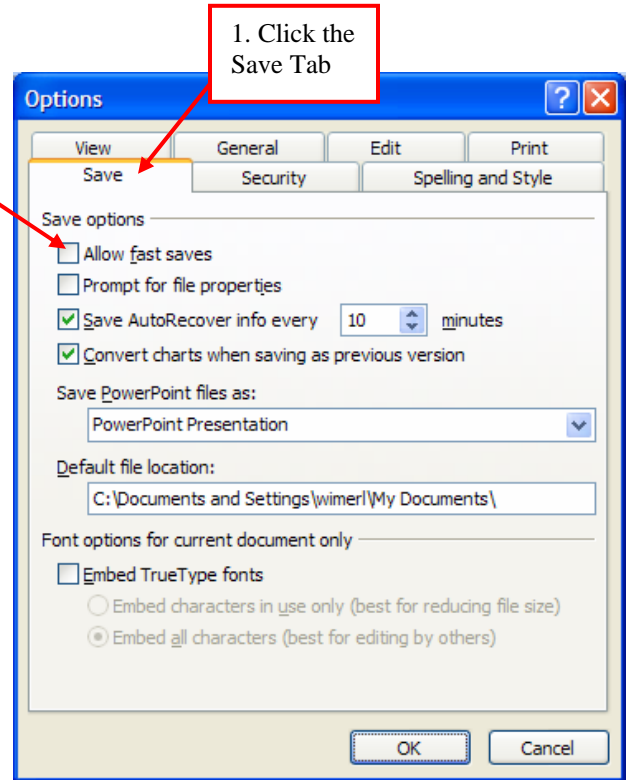 1. Click the
Save Tab
Options
View General Edit Print
Save Security Spelling and Style
Save options
Allow fast saves
Prompt for file properties
Save AutoRecover info every 10 minutes
Convert charts when saving as previous version
Save PowerPoint files as:
PowerPoint Presentation
Default file location:
C:\Documents and Settings\wimerl\My Documents\
Font options for current document only
Embed TrueType fonts
Embed characters in use only (best for reducing file size)
Embed all characters (best for editing by others)
OK Cancel